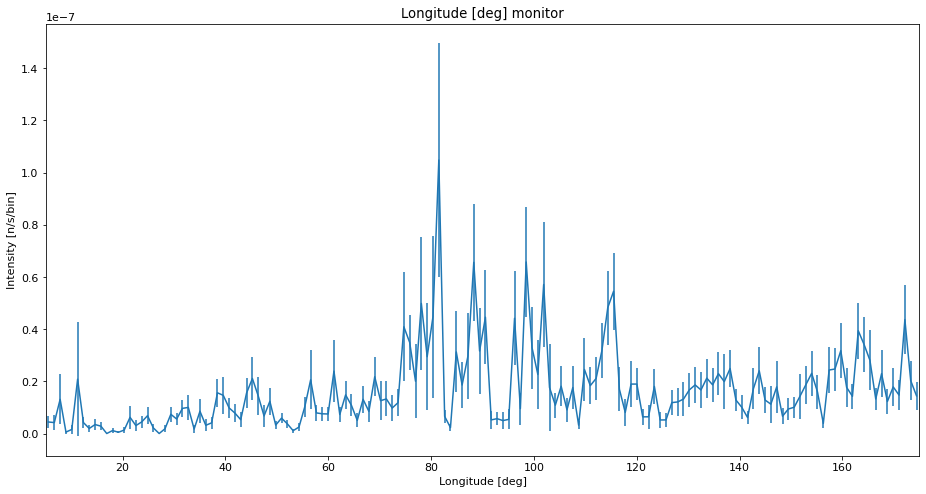 Longitude [deg] monitor
1e−7
1.4
1.2
1.0
0.8
0.6
0.4
0.2
0.0
Intensity [n/s/bin]
20 40 60 80 100 120 140 160
Longitude [deg]